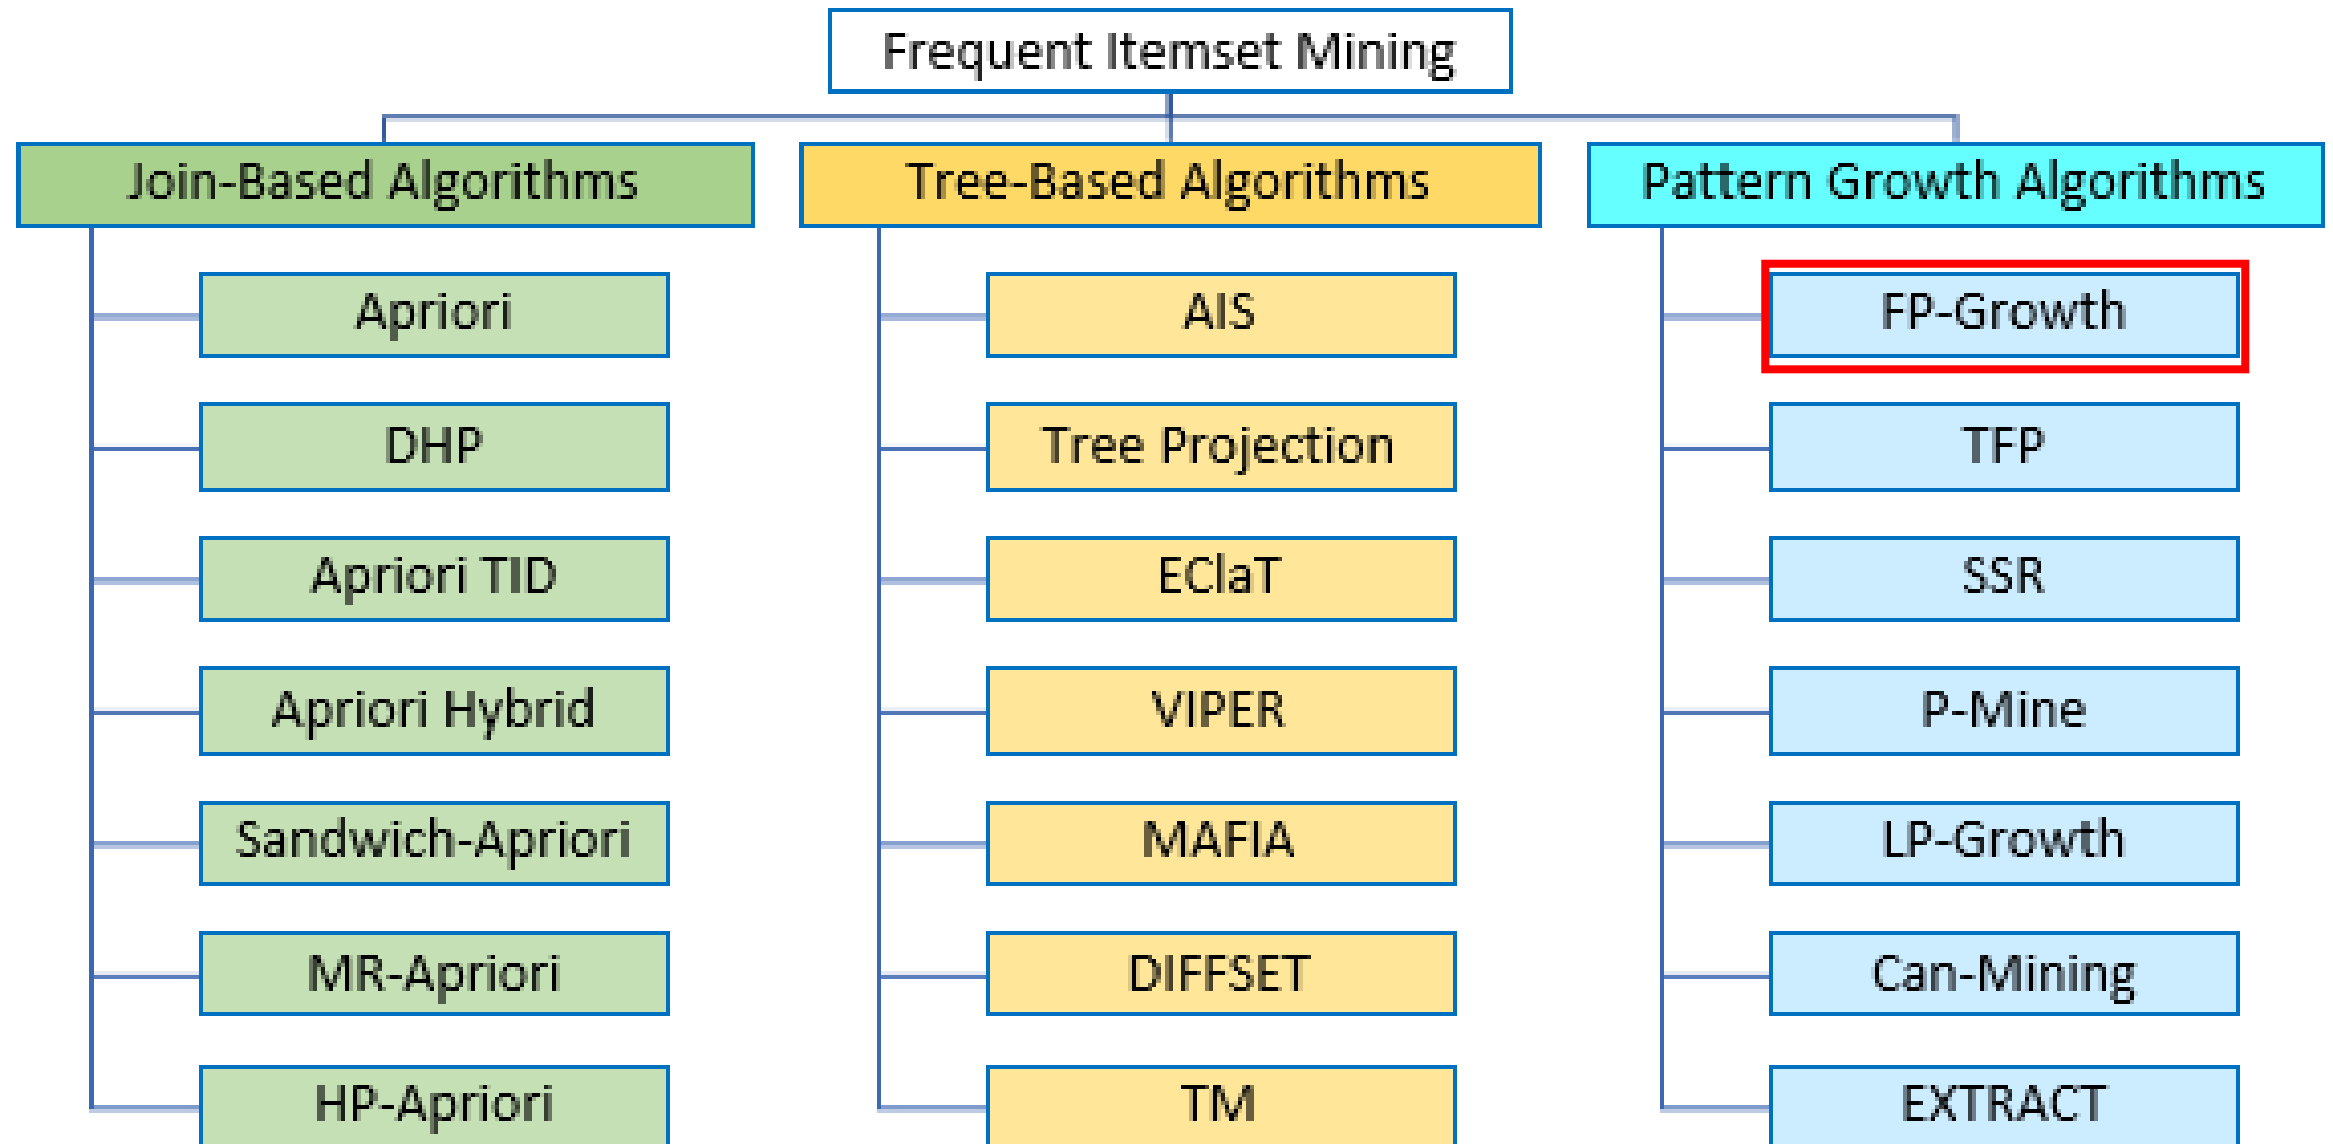 Frequent Itemset Mining
Join-Based Algorithms
Apriori
DHP
Apriori TID
Apriori Hybrid
Sandwich-Apriori
MR-Apriori
HP-Apriori
Tree-Based Algorithms
AIS
Tree Projection
EClaT
VIPER
MAFIA
DIFFSET
TM
Pattern Growth Algorithms
FP-Growth
TFP
SSR
P-Mine
LP-Growth
Can-Mining
EXTRACT